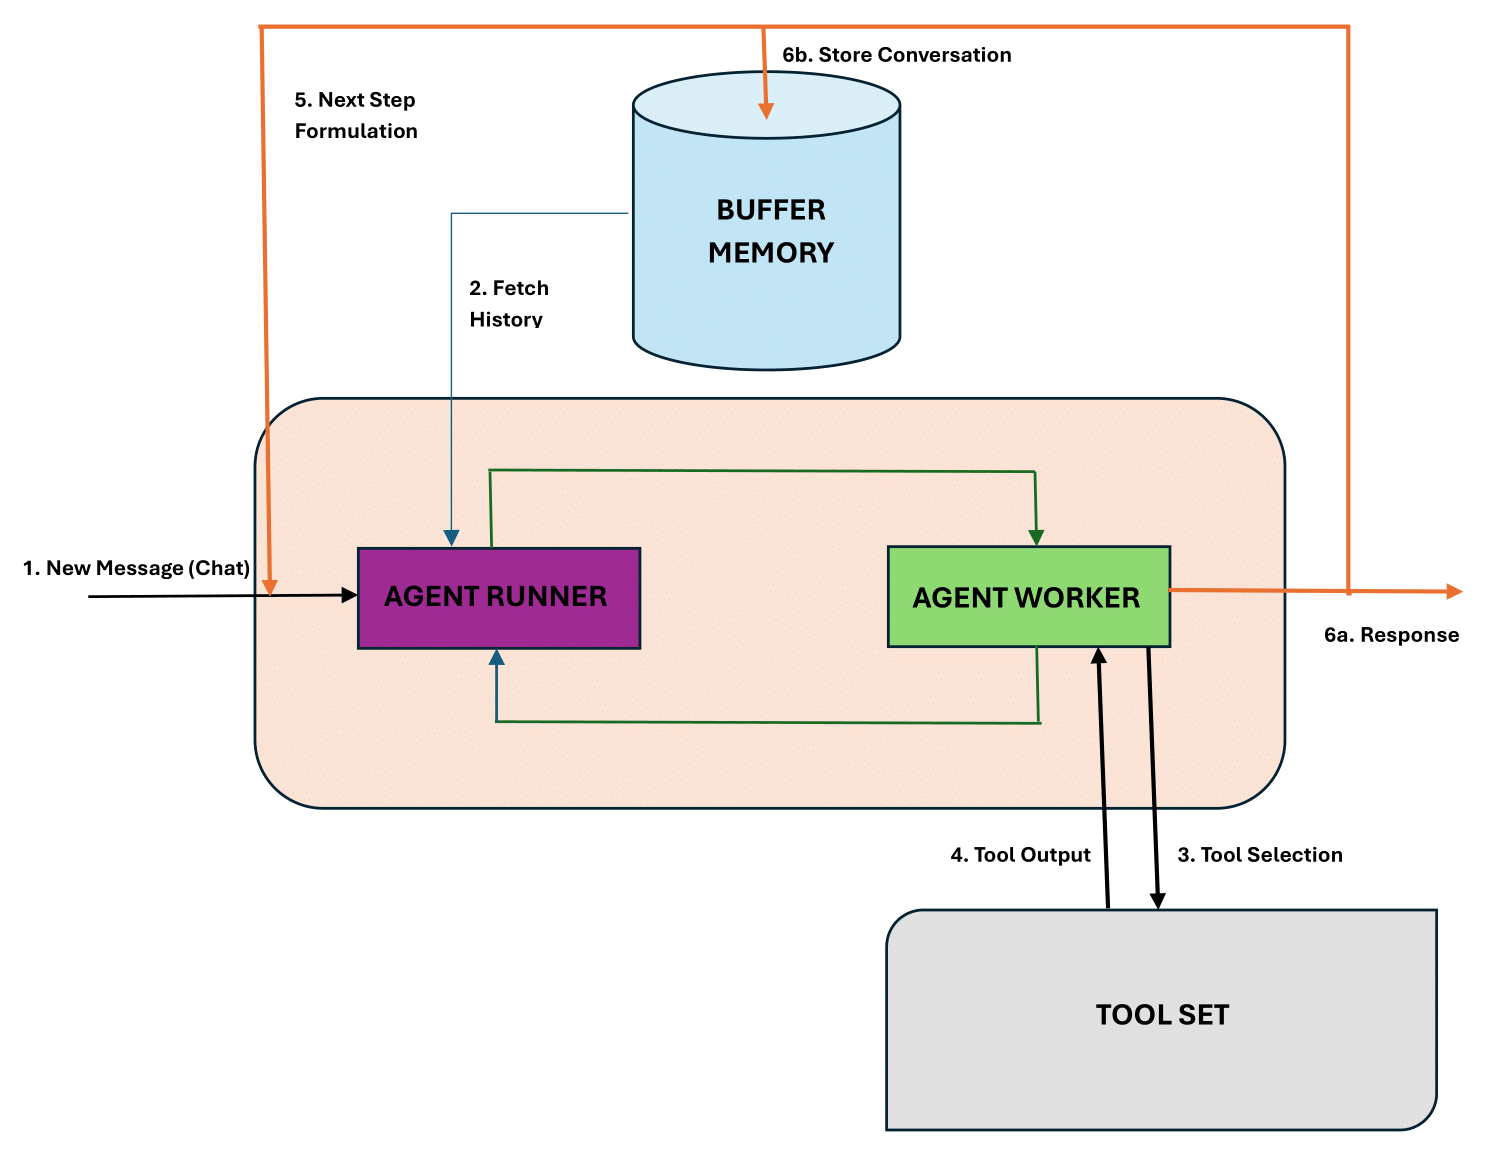 6b. Store Conversation
5. Next Step
Formulation
BUFFER
MEMORY
2. Fetch
History
1. New Message (Chat)
AGENT RUNNER
AGENT WORKER
6a. Response
4. Tool Output
3. Tool Selection
TOOL SET